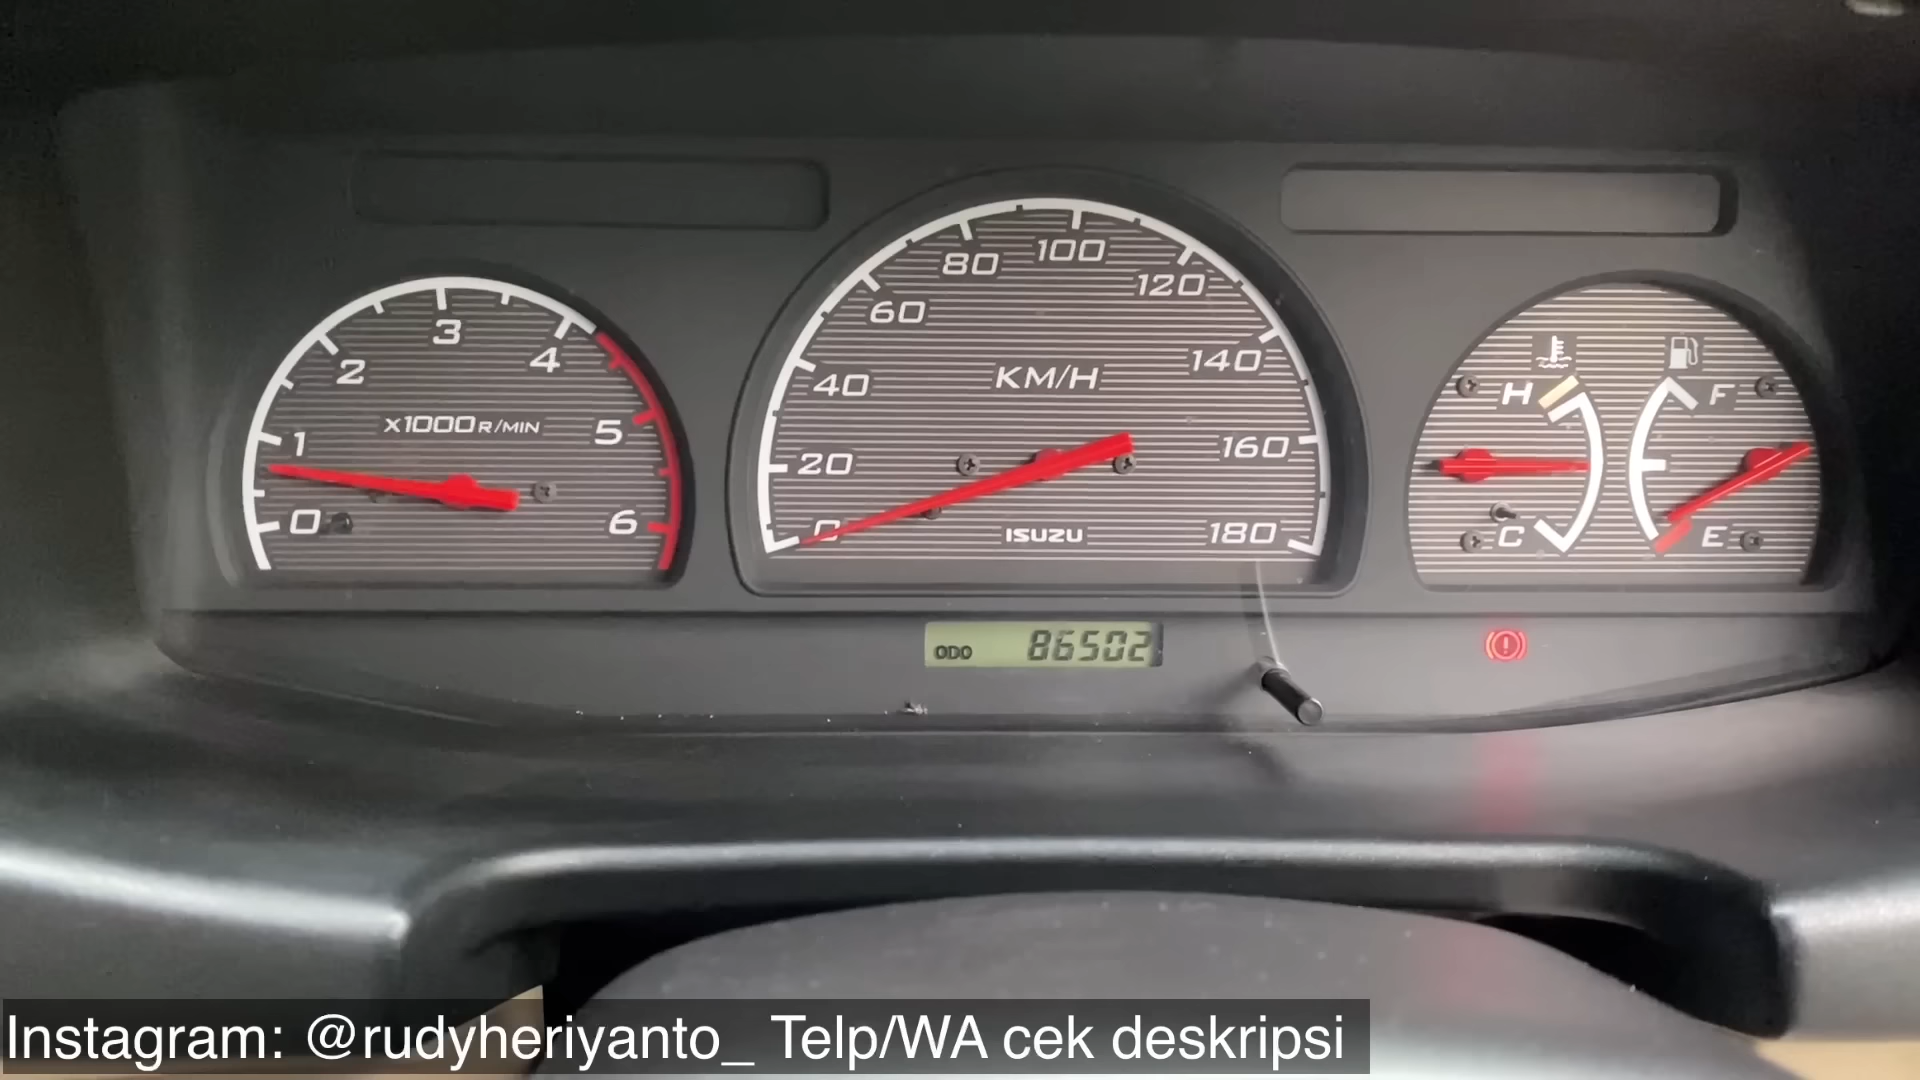 80 100 120
60
3
2 4
40 KM/H 140
H F
X1000 R/MIN
1 5
20 160
0 6
0 ISUZU 180
C E
ODO 86502
Instagram: @rudyheriyanto_ Telp/WA cek deskripsi